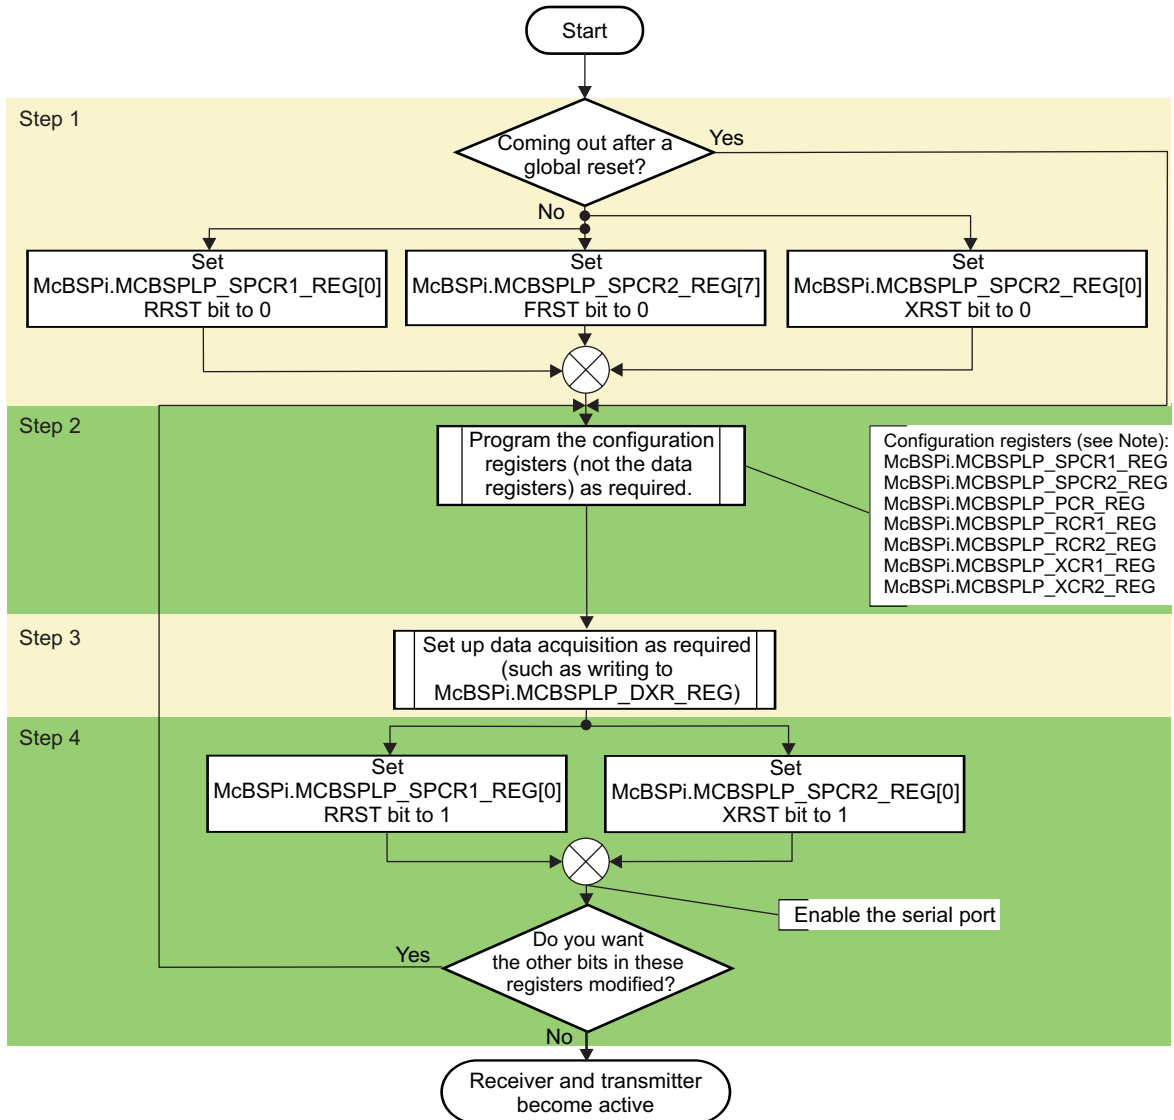 Start
Step 1
Coming out after a
global reset?
Yes
No
Set
McBSPi.MCBSPLP_SPCR1_REG[0]
RRST bit to 0
Set
McBSPi.MCBSPLP_SPCR2_REG[7]
FRST bit to 0
Set
McBSPi.MCBSPLP_SPCR2_REG[0]
XRST bit to 0
Step 2
Program the configuration
registers (not the data
registers) as required.
Configuration registers (see Note):
McBSPi.MCBSPLP_SPCR1_REG
McBSPi.MCBSPLP_SPCR2_REG
McBSPi.MCBSPLP_PCR_REG
McBSPi.MCBSPLP_RCR1_REG
McBSPi.MCBSPLP_RCR2_REG
McBSPi.MCBSPLP_XCR1_REG
McBSPi.MCBSPLP_XCR2_REG
Step 3
Set up data acquisition as required
(such as writing to
McBSPi.MCBSPLP_DXR_REG)
Step 4
Set
McBSPi.MCBSPLP_SPCR1_REG[0]
RRST bit to 1
Set
McBSPi.MCBSPLP_SPCR2_REG[0]
XRST bit to 1
Enable the serial port
Do you want
the other bits in these
registers modified?
Yes
No
Receiver and transmitter
become active